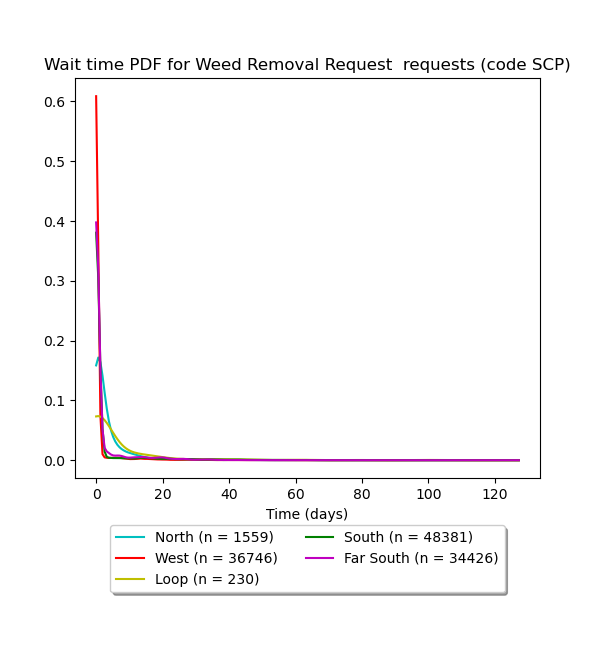 Wait time PDF for Weed Removal Request  requests (code SCP)
0.6
0.5
0.4
0.3
0.2
0.1
0.0
0 20 40 60 80 100 120
Time (days)
North (n = 1559) South (n = 48381)
West (n = 36746) Far South (n = 34426)
Loop (n = 230)